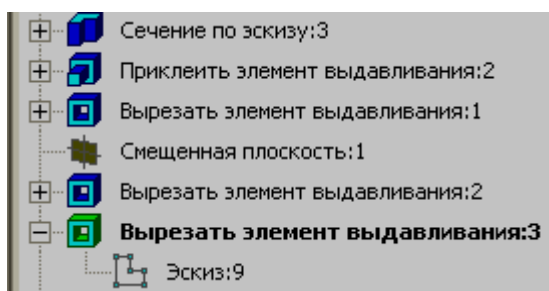 Сечение по эскизу:3
Приклеить элемент выдавливания:2
Вырезать элемент выдавливания:1
Смещенная плоскость:1
Вырезать элемент выдавливания:2
Вырезать элемент выдавливания:3
Эскиз:9